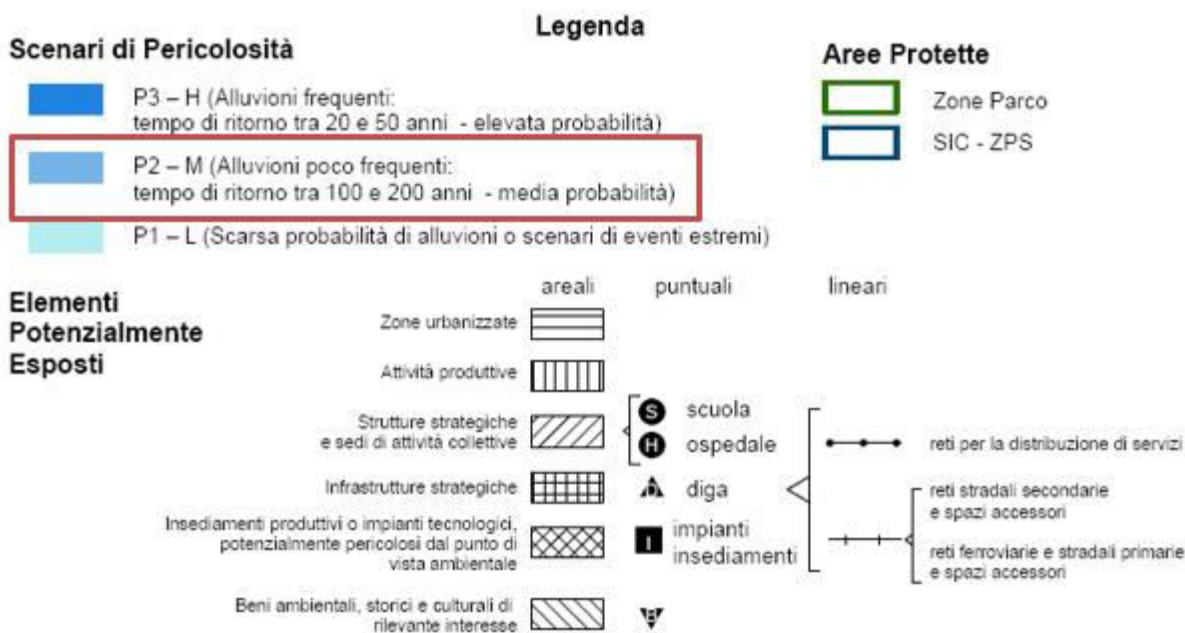 Legenda
Scenari di Pericolosità
P3 – H (Alluvioni frequenti:
tempo di ritorno tra 20 e 50 anni - elevata probabilità)
P2 – M (Alluvioni poco frequenti:
tempo di ritorno tra 100 e 200 anni - media probabilità)
P1 – L (Scarsa probabilità di alluvioni o scenari di eventi estremi)
Aree Protette
Zone Parco
SIC - ZPS
Elementi
Potenzialmente
Esposti
areali
puntuali
lineari
Zone urbanizzate
Attività produttive
Strutture strategiche
e sedi di attività collettive
Infrastrutture strategiche
Insediamenti produttivi o impianti tecnologici,
potenzialmente pericolosi dal punto di
vista ambientale
Beni ambientali, storici e culturali di
rilevante interesse
S scuola
H ospedale
diga
I impianti
insediamenti
reti per la distribuzione di servizi
reti stradali secondarie
e spazi accessori
reti ferroviarie e stradali primarie
e spazi accessori